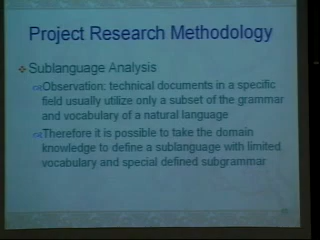 Project Research Methodology
Sublanguage Analysis
Observation: technical documents in a specific
field usually utilize only a subset of the grammar
and vocabulary of a natural language
Therefore it is possible to take the domain
knowledge to define a sublanguage with limited
vocabulary and special defined subgrammar